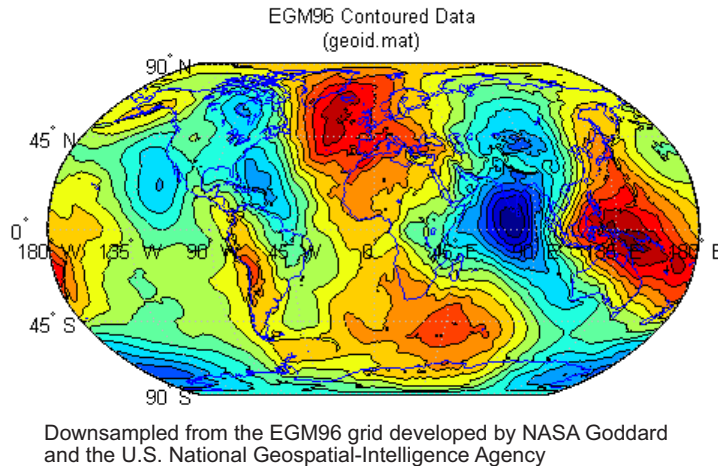 EGM96 Contoured Data
(geoid.mat)
90° N
45° N
0°
180° W 135° W 90° W 45° W 0° 45° E 90° E 135° E 180° E
45° S
90° S
Downsampled from the EGM96 grid developed by NASA Goddard
and the U.S. National Geospatial-Intelligence Agency